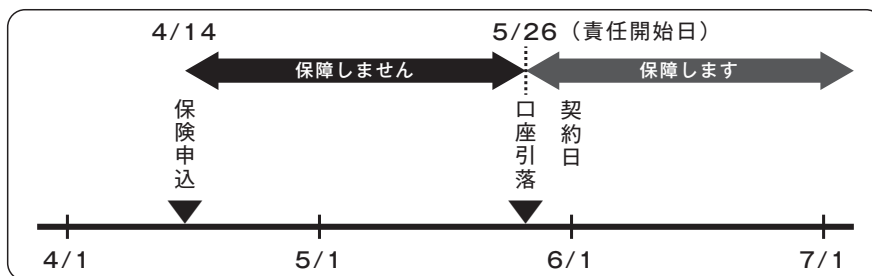 4/14
5/26（責任開始日）
保障しません
保障します
保険申込
口座引落
契約日
4/1
5/1
6/1
7/1